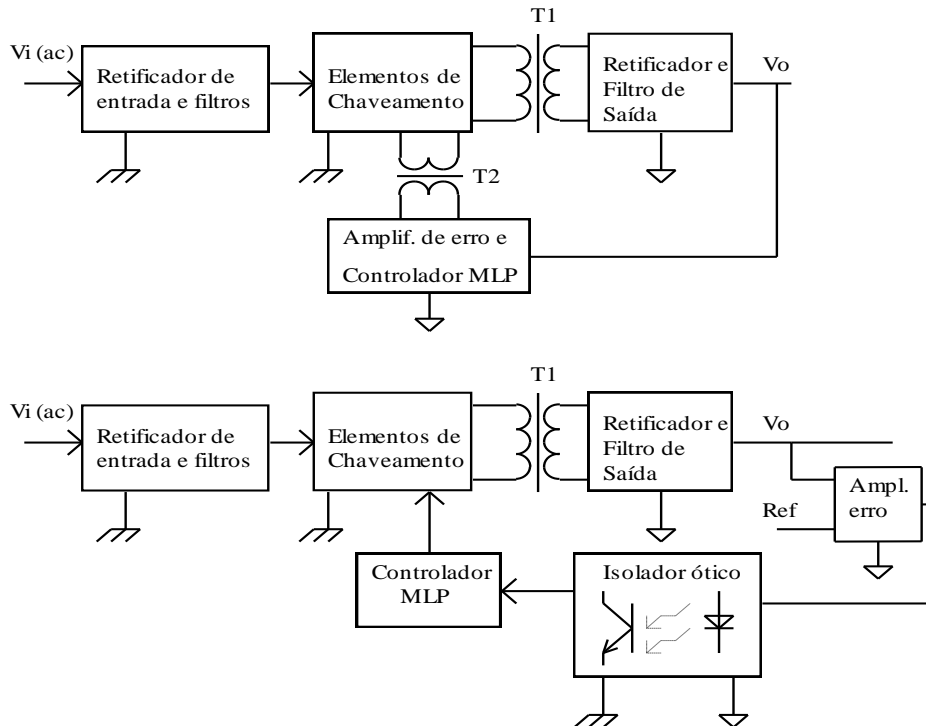 T1
Vi (ac)
Retificador de
entrada e filtros
Elementos de
Chaveamento
Retificador e
Filtro de
Saída
Vo
T2
Amplif. de erro e
Controlador MLP
T1
Vi (ac)
Retificador de
entrada e filtros
Elementos de
Chaveamento
Retificador e
Filtro de
Saída
Vo
Ref
Ampl.
erro
Controlador
MLP
Isolador ótico